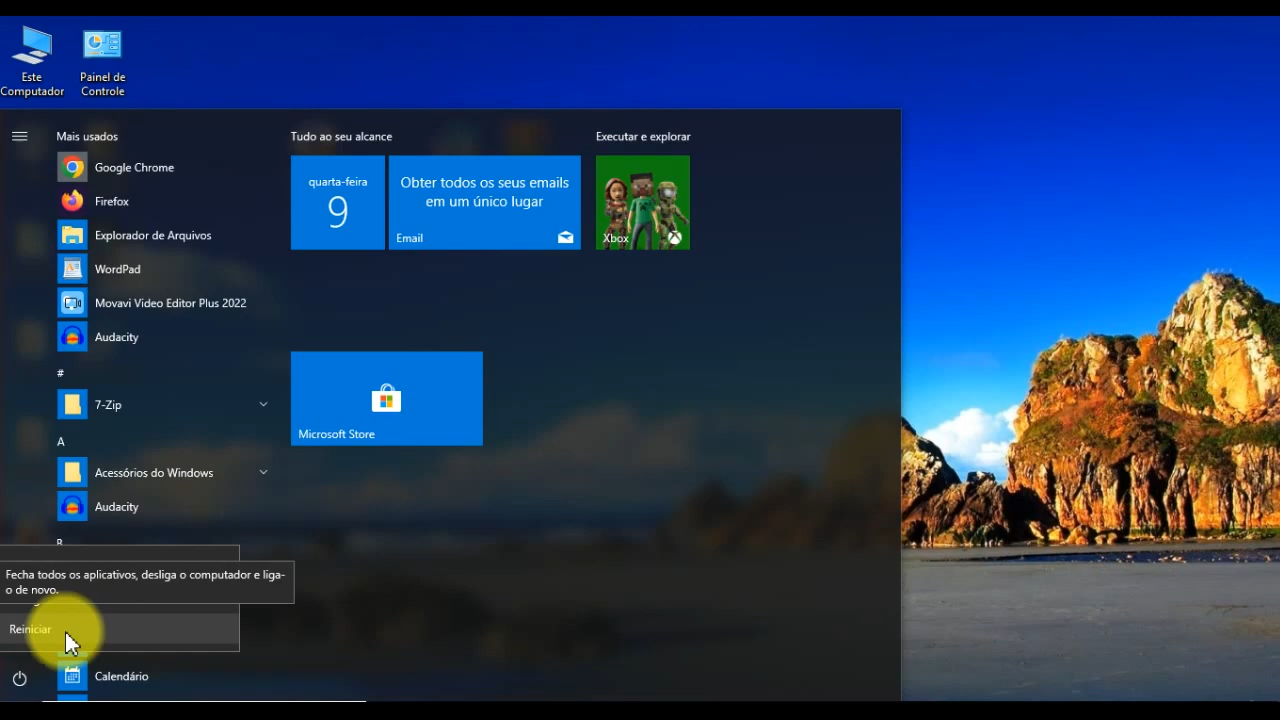 Este
Computador
Painel de
Controle
Mais usados
Google Chrome
Firefox
Explorador de Arquivos
WordPad
Movavi Video Editor Plus 2022
Audacity
#
7-Zip
A
Acessórios do Windows
Audacity
B
Fecha todos os aplicativos, desliga o computador e liga-
o de novo.
Reiniciar
Calendário
Tudo ao seu alcance
quarta-feira
9
Obter todos os seus emails
em um único lugar
Email
Microsoft Store
Executar e explorar
Xbox